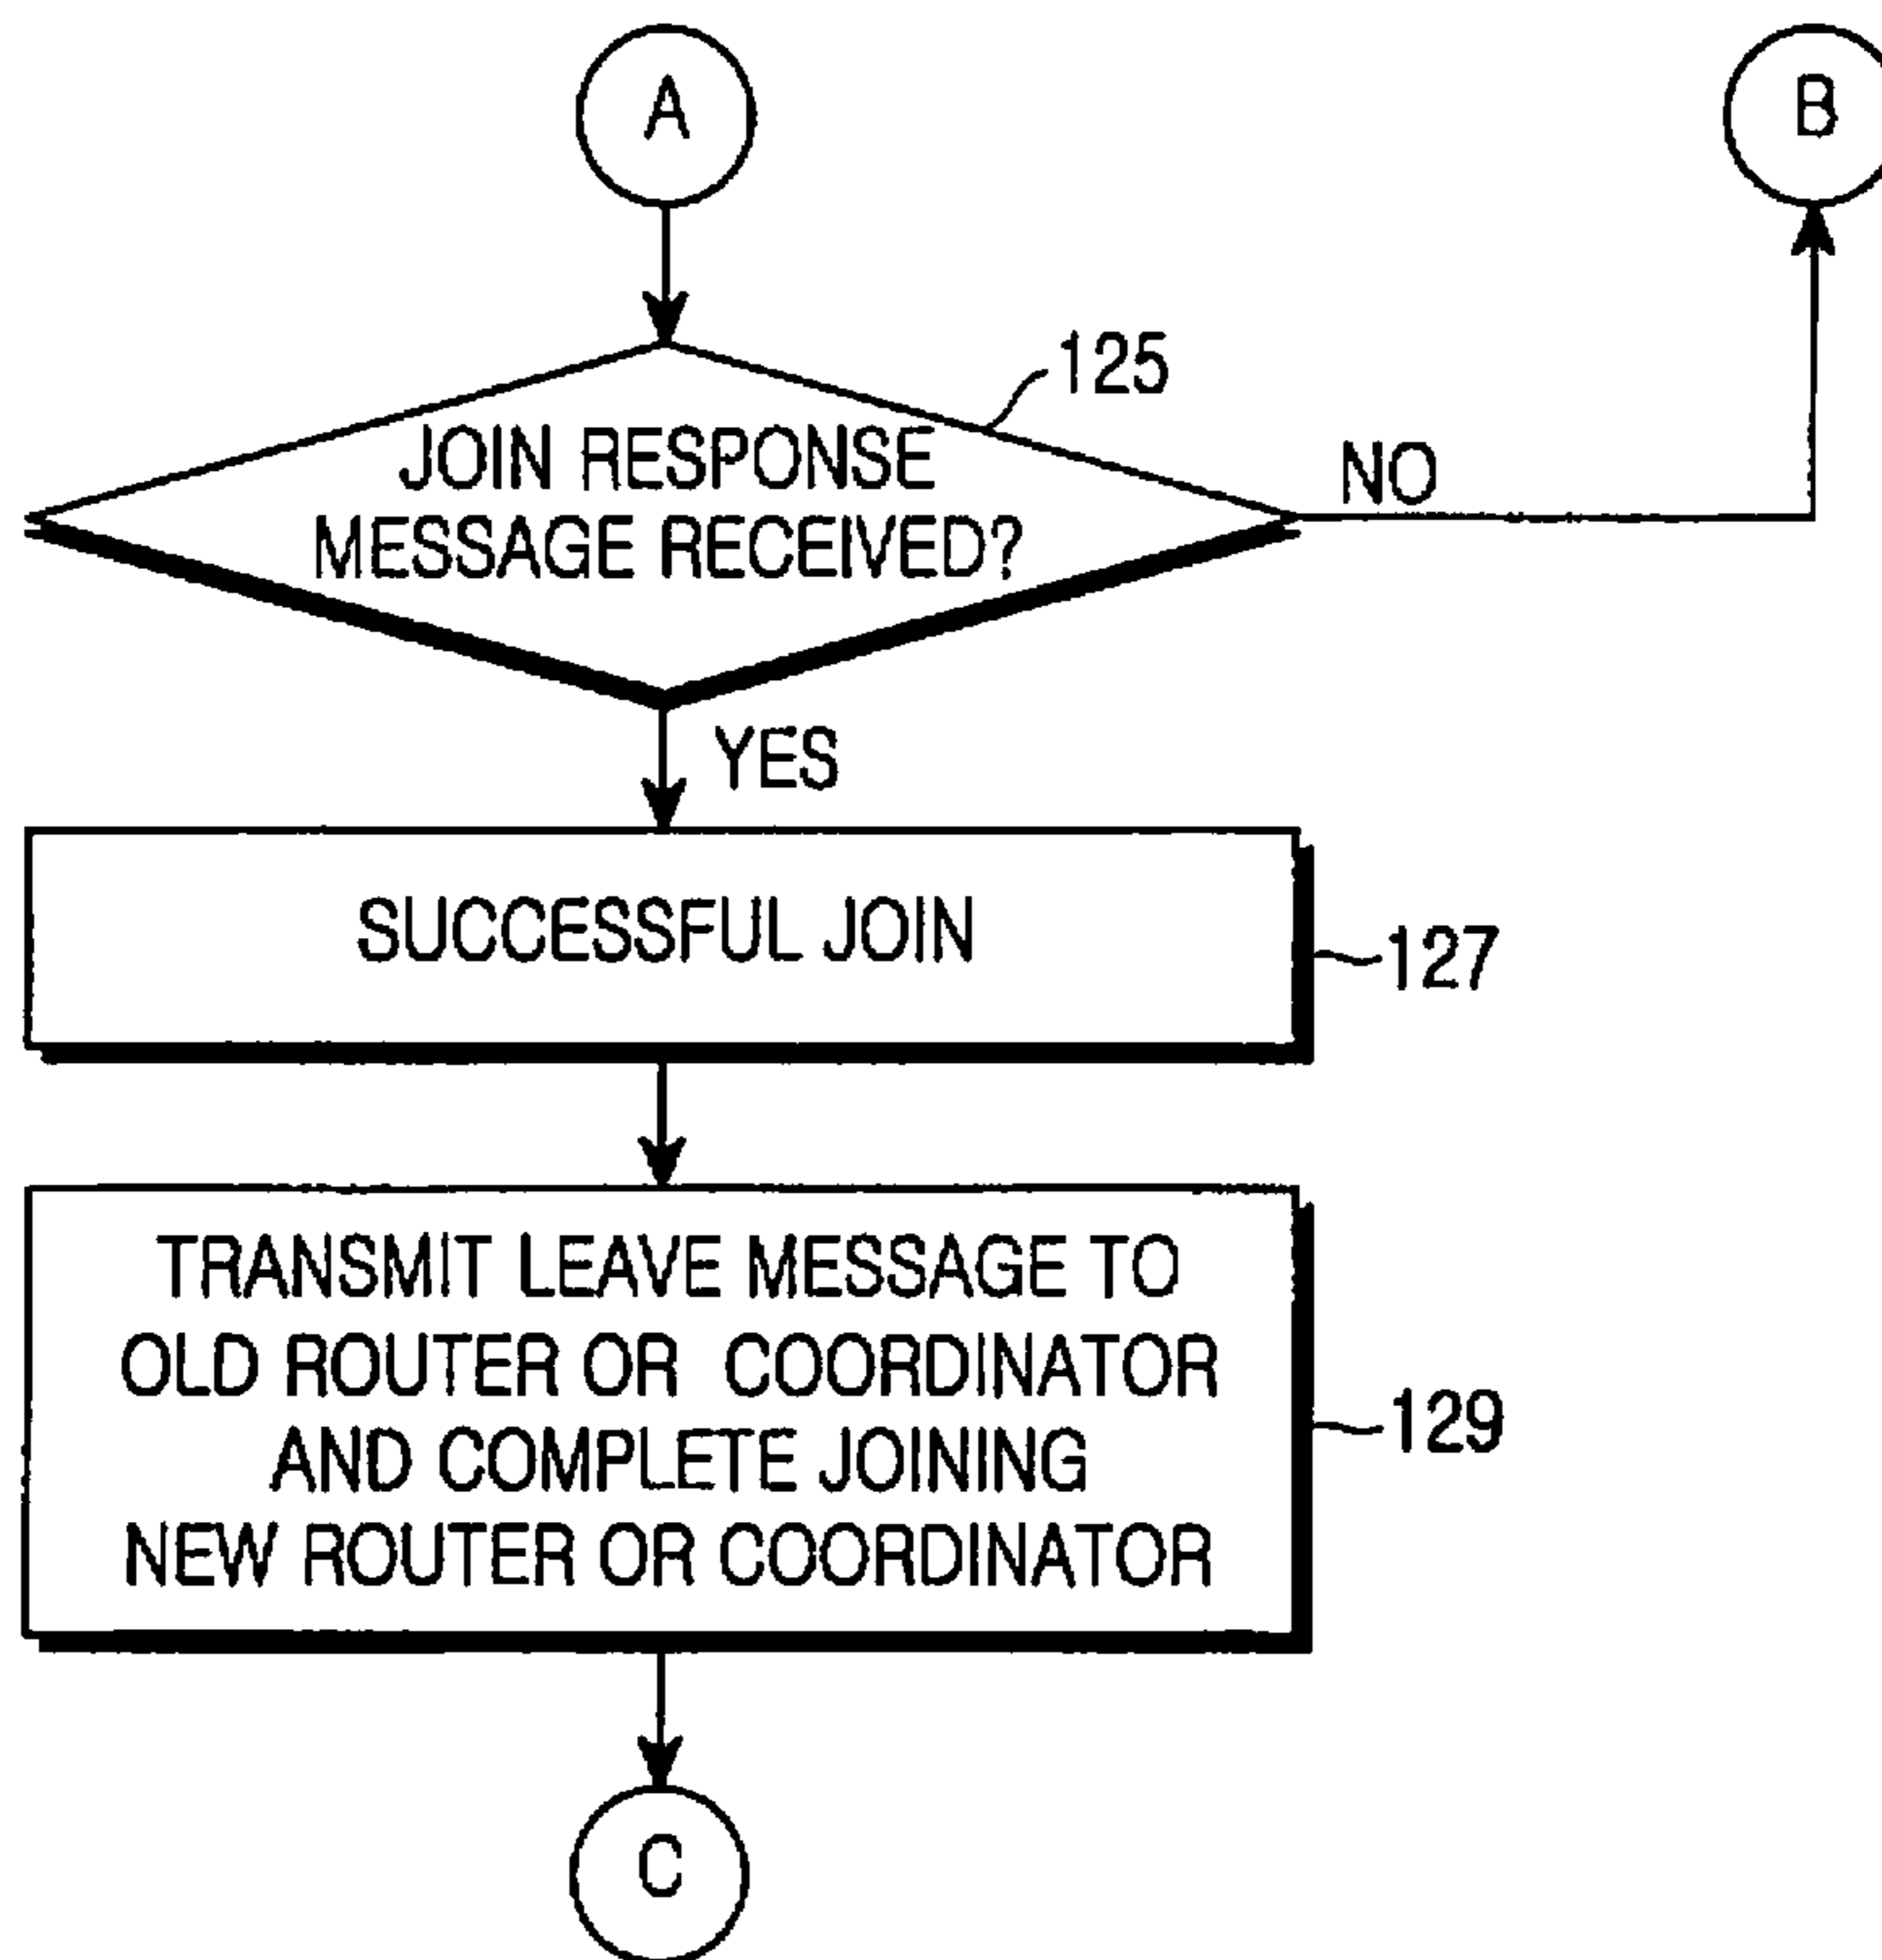 A
B
125
JOIN RESPONSE
MESSAGE RECEIVED?
NO
YES
SUCCESSFUL JOIN
127
TRANSMIT LEAVE MESSAGE TO
OLD ROUTER OR COORDINATOR
AND COMPLETE JOINING
NEW ROUTER OR COORDINATOR
129
C